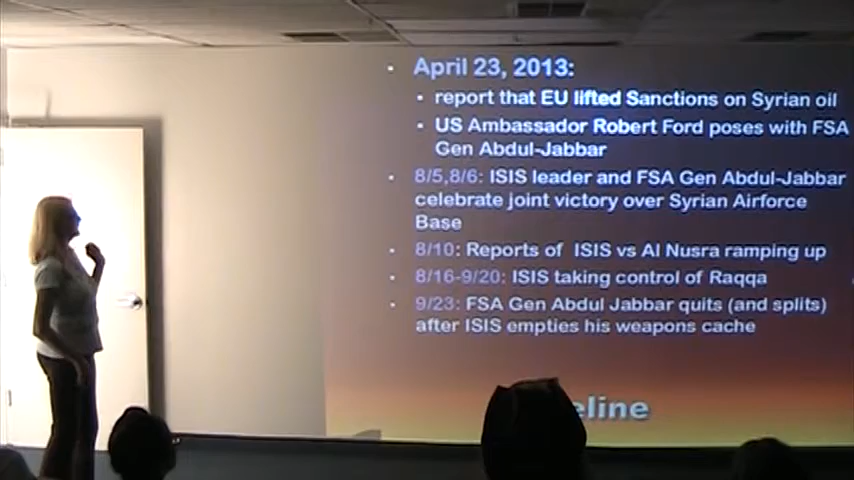 April 23, 2013:
report that EU lifted Sanctions on Syrian oil
US Ambassador Robert Ford poses with FSA
Gen Abdul-Jabbar
8/5,8/6: ISIS leader and FSA Gen Abdul-Jabbar
celebrate joint victory over Syrian Airforce
Base
8/10: Reports of ISIS vs Al Nusra ramping up
8/16-9/20: ISIS taking control of Raqqa
9/23: FSA Gen Abdul Jabbar quits (and splits)
after ISIS empties his weapons cache
eline